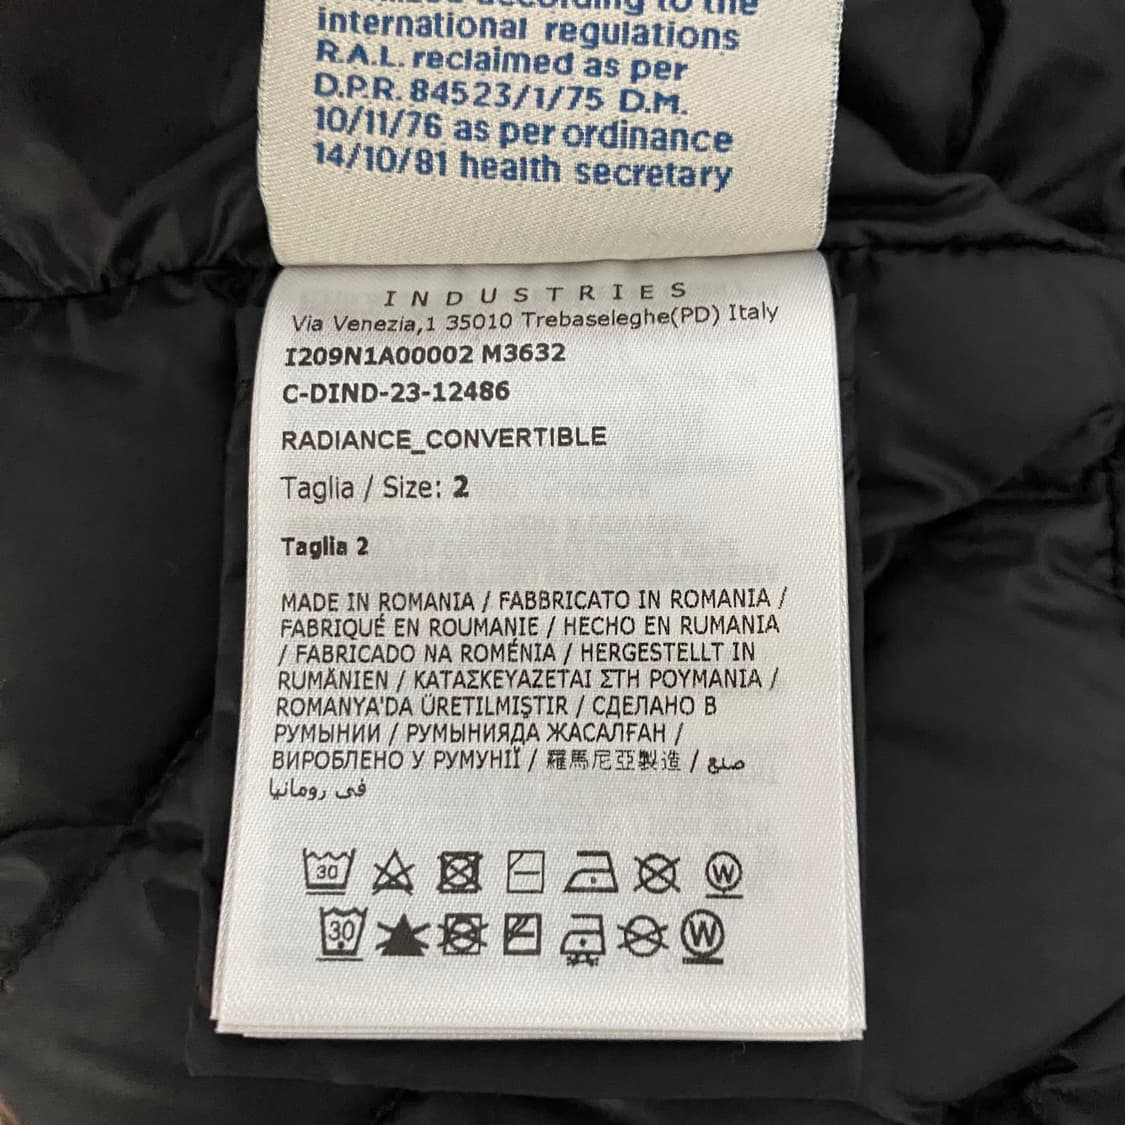 international regulations
R.A.L. reclaimed as per
D.P.R. 845 23/1/75 D.M.
10/11/76 as per ordinance
14/10/81 health secretary
INDUSTRIES
Via Venezia,1 35010 Trebaseleghe(PD) Italy
I209N1A00002 M3632
C-DIND-23-12486
RADIANCE_CONVERTIBLE
Taglia / Size: 2
Taglia 2
MADE IN ROMANIA / FABBRICATO IN ROMANIA /
FABRIQUÉ EN ROUMANIE / HECHO EN RUMANIA
/ FABRICADO NA ROMÉNIA / HERGESTELLT IN
RUMÄNIEN / ΚΑΤΑΣΚΕΥΑΖΕΤΑΙ ΣΤΗ ΡΟΥΜΑΝΙΑ /
ROMANYA'DA ÜRETILMIŞTIR / СДЕЛАНО В
РУМЫНИИ / РУМЫНИЯДА ЖАСАЛҒАН /
ВИРОБЛЕНО У РУМУНІЇ / 羅馬尼亞製造 / صنع
في رومانيا
30 W
30 W